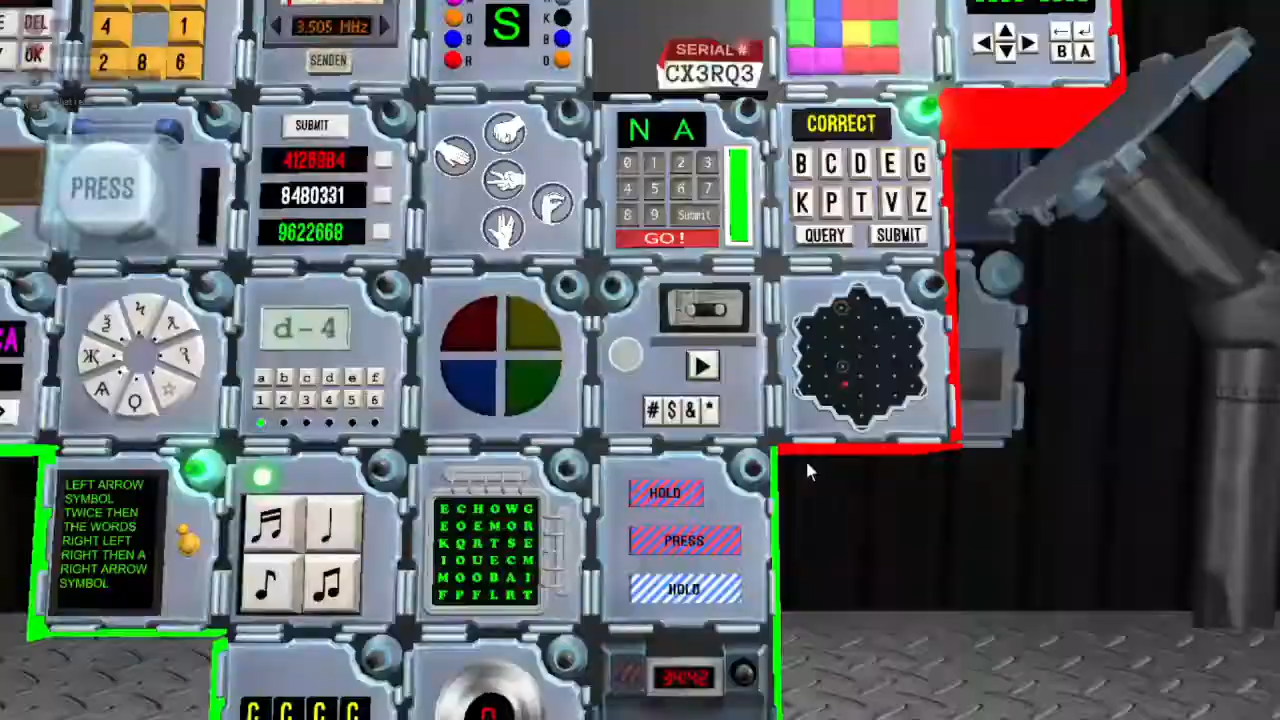 E DEL
OK
4 1
2 8 6
3.505 MHz
SENDEN
S
K
B B
R O
SERIAL #
CX3RQ3
B A
PRESS
SUBMIT
8480331
9622668
N A
0 1 2 3
4 5 6 7
8 9 Submit
GO!
CORRECT
B C D E G
K P T V Z
QUERY SUBMIT
CA
d-4
a b c d e f
1 2 3 4 5 6
# $ & *
LEFT ARROW
SYMBOL
TWICE THEN
THE WORDS
RIGHT LEFT
RIGHT THEN A
RIGHT ARROW
SYMBOL
E C H O W G
E O E M O R
K Q R T S E
I O U E C M
M O O B A I
F P F L R T
HOLD
PRESS
HOLD
C C C C